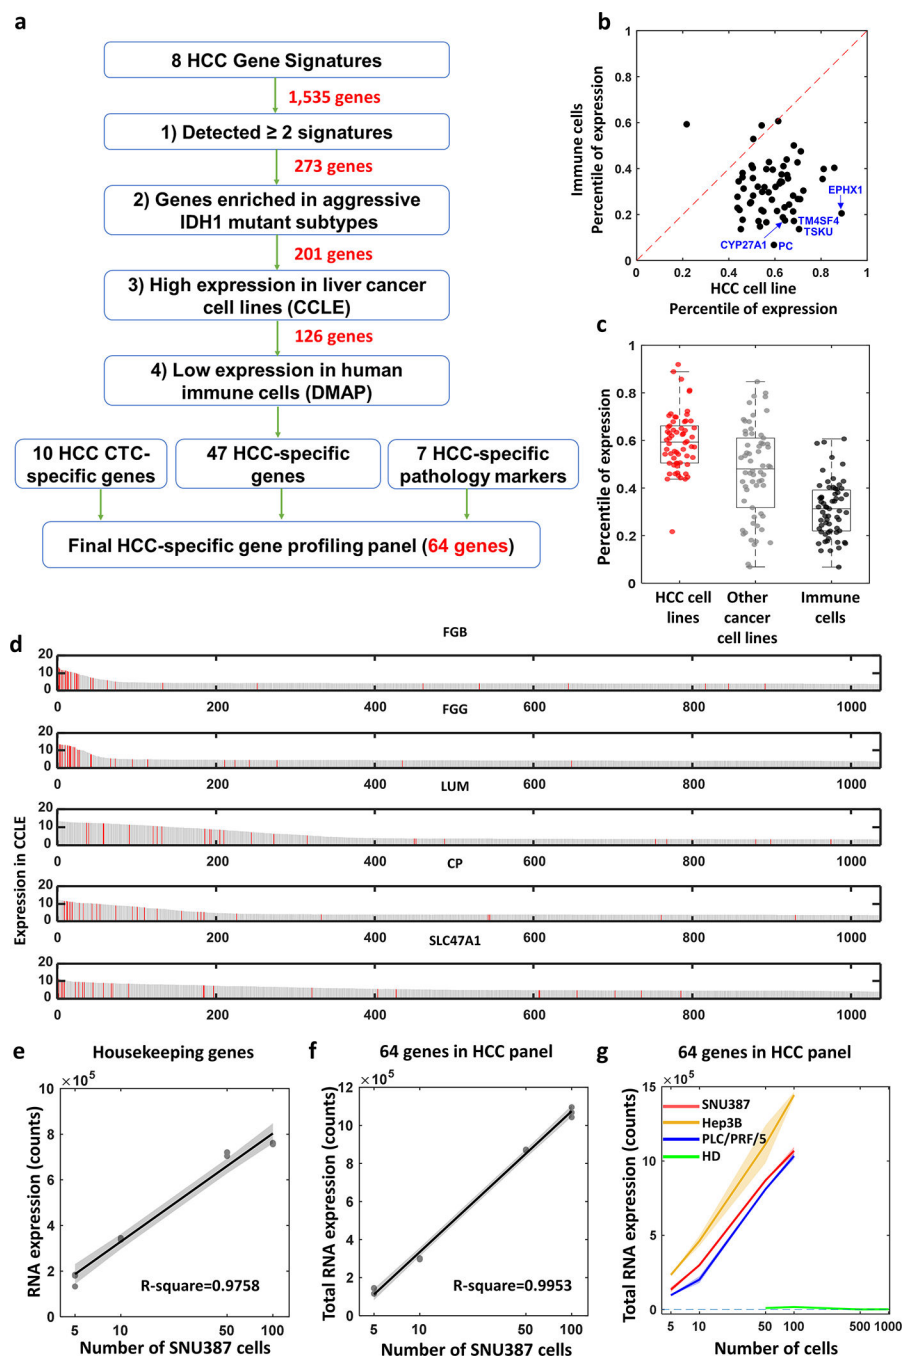 a
8 HCC Gene Signatures
1,535 genes
1) Detected ≥ 2 signatures
273 genes
2) Genes enriched in aggressive
IDH1 mutant subtypes
201 genes
3) High expression in liver cancer
cell lines (CCLE)
126 genes
4) Low expression in human
immune cells (DMAP)
10 HCC CTC-
specific genes
47 HCC-specific
genes
7 HCC-specific
pathology markers
Final HCC-specific gene profiling panel (64 genes)
b
Immune cells
Percentile of expression
1
0.8
0.6
0.4
0.2
0
EPHX1
TM4SF4
TSKU
CYP27A1
PC
0 0.2 0.4 0.6 0.8 1
HCC cell line
Percentile of expression
c
Percentile of expression
1
0.8
0.6
0.4
0.2
0
HCC cell
lines
Other
cancer
cell lines
Immune
cells
d
Expression in CCLE
FGB
20
10
0
0 200 400 600 800 1000
FGG
20
10
0
0 200 400 600 800 1000
LUM
20
10
0
0 200 400 600 800 1000
CP
20
10
0
0 200 400 600 800 1000
SLC47A1
20
10
0
0 200 400 600 800 1000
e
Housekeeping genes
×10⁵
RNA expression (counts)
10
8
6
4
2
0
R-square=0.9758
5 10 50 100
Number of SNU387 cells
f
64 genes in HCC panel
×10⁵
Total RNA expression (counts)
12
10
8
6
4
2
0
R-square=0.9953
5 10 50 100
Number of SNU387 cells
g
64 genes in HCC panel
×10⁵
Total RNA expression (counts)
15
10
5
0
SNU387
Hep3B
PLC/PRF/5
HD
5 10 50 100 500 1000
Number of cells